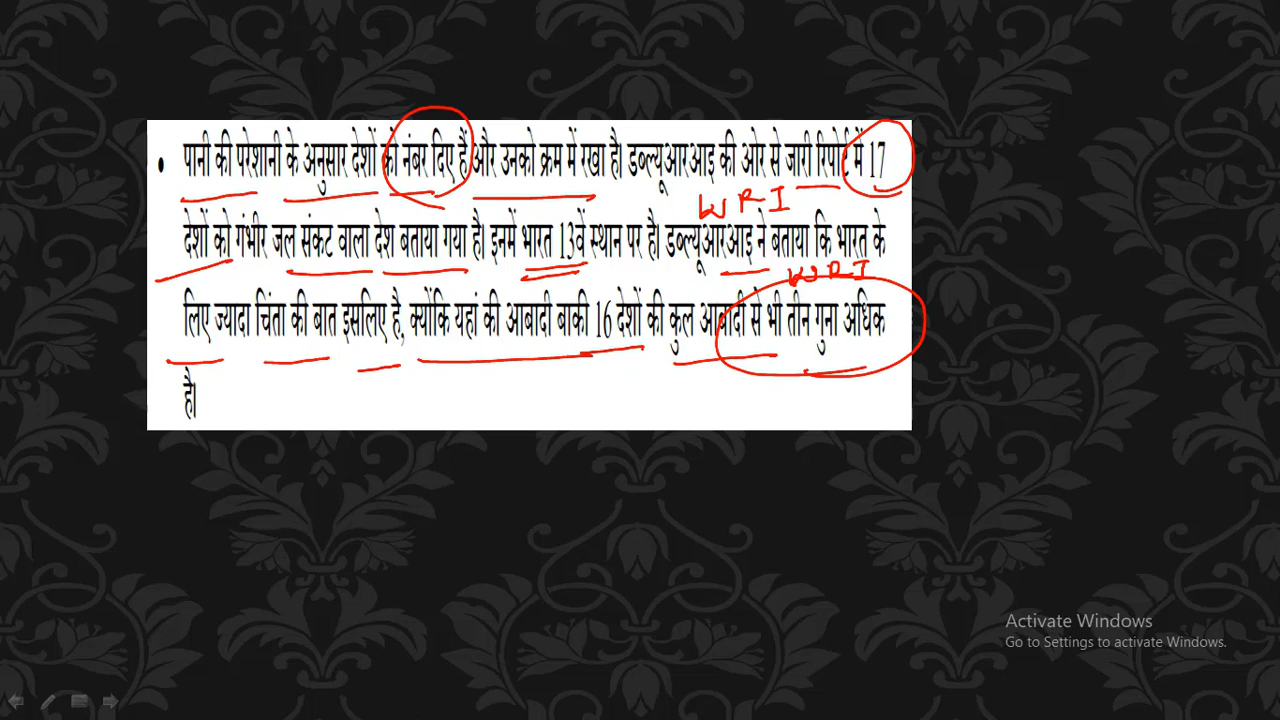 • पानी की परेशानी के अनुसार देशों को नंबर दिए हैं और उनको क्रम में रखा है। डब्ल्यूआरआइ की ओर से जारी रिपोर्ट में 17
WRI
देशों को गंभीर जल संकट वाला देश बताया गया है। इनमें भारत 13वें स्थान पर है। डब्ल्यूआरआइ ने बताया कि भारत के
WRI
लिए ज्यादा चिंता की बात इसलिए है, क्योंकि यहां की आबादी बाकी 16 देशों की कुल आबादी से भी तीन गुना अधिक
है।
Activate Windows
Go to Settings to activate Windows.